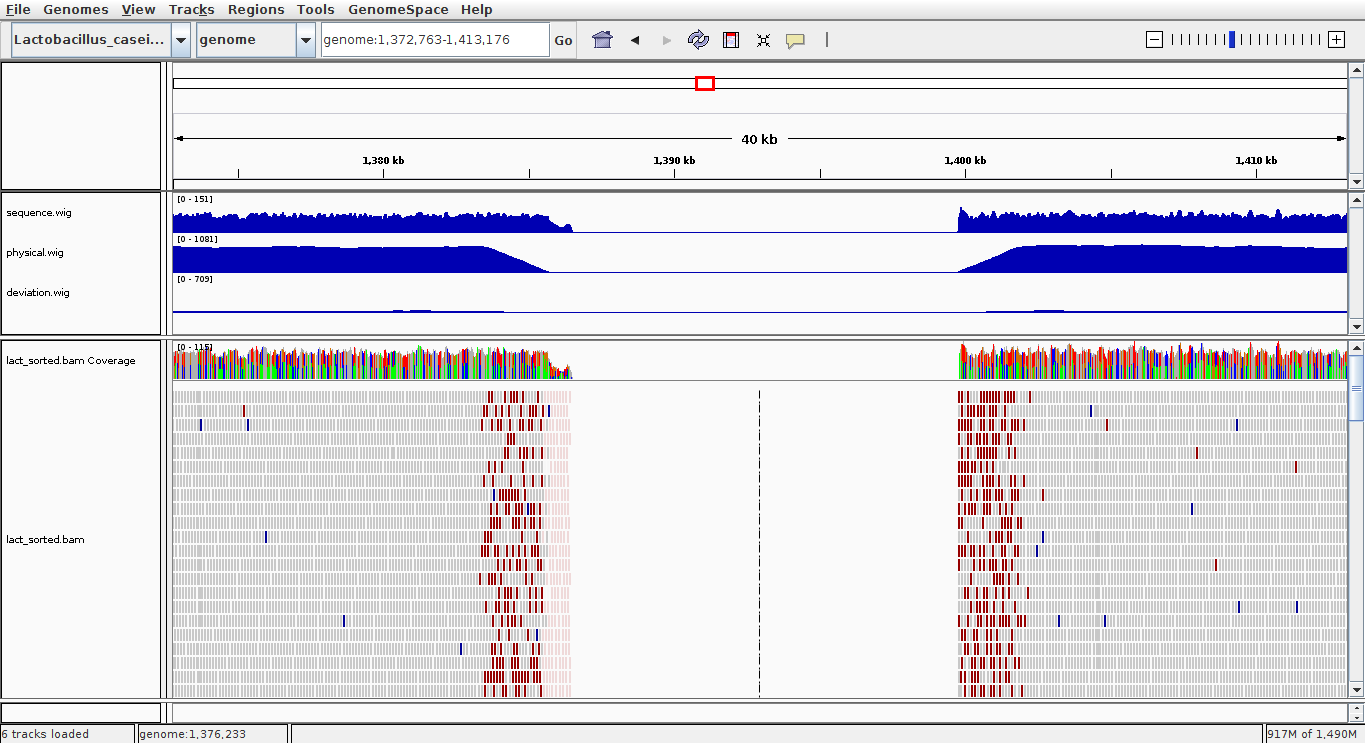 File Genomes View Tracks Regions Tools GenomeSpace Help
Lactobacillus_casei... genome genome:1,372,763-1,413,176 Go
40 kb
1,380 kb 1,390 kb 1,400 kb 1,410 kb
[0 - 151]
sequence.wig
[0 - 1081]
physical.wig
[0 - 709]
deviation.wig
[0 - 115]
lact_sorted.bam Coverage
lact_sorted.bam
6 tracks loaded genome:1,376,233 917M of 1,490M